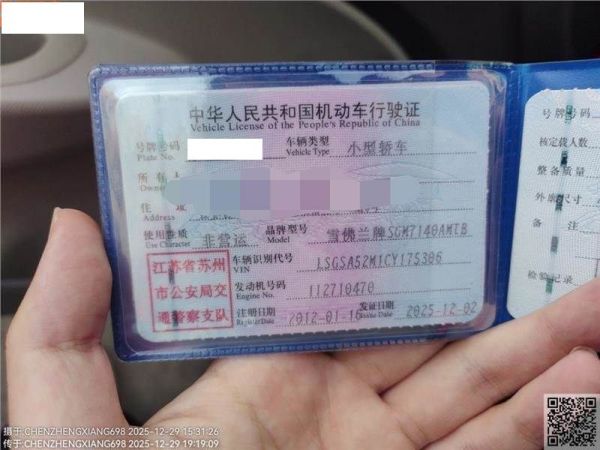 中华人民共和国机动车行驶证
Vehicle License of the People's Republic of China
号牌号码
Plate No.
车辆类型 小型轿车
Vehicle Type
所有人
Owner
住 址
Address
使用性质 非营运
Use Character
品牌型号 雪佛兰牌SGM7140AMTB
Model
江苏省苏州
市公安局交
通警察支队
车辆识别代号 LSGSA52M1CY175306
VIN
发动机号码 112710470
Engine No.
注册日期 2012-01-16
Register Date
发证日期 2025-12-02
Issue Date
号牌号码
核定载人数
整备质量
外廓尺寸
备 注
检验记录
摄于 CHENZHENGXIANG698 2025-12-29 15:31:26
传于 CHENZHENGXIANG698 2025-12-29 19:19:09